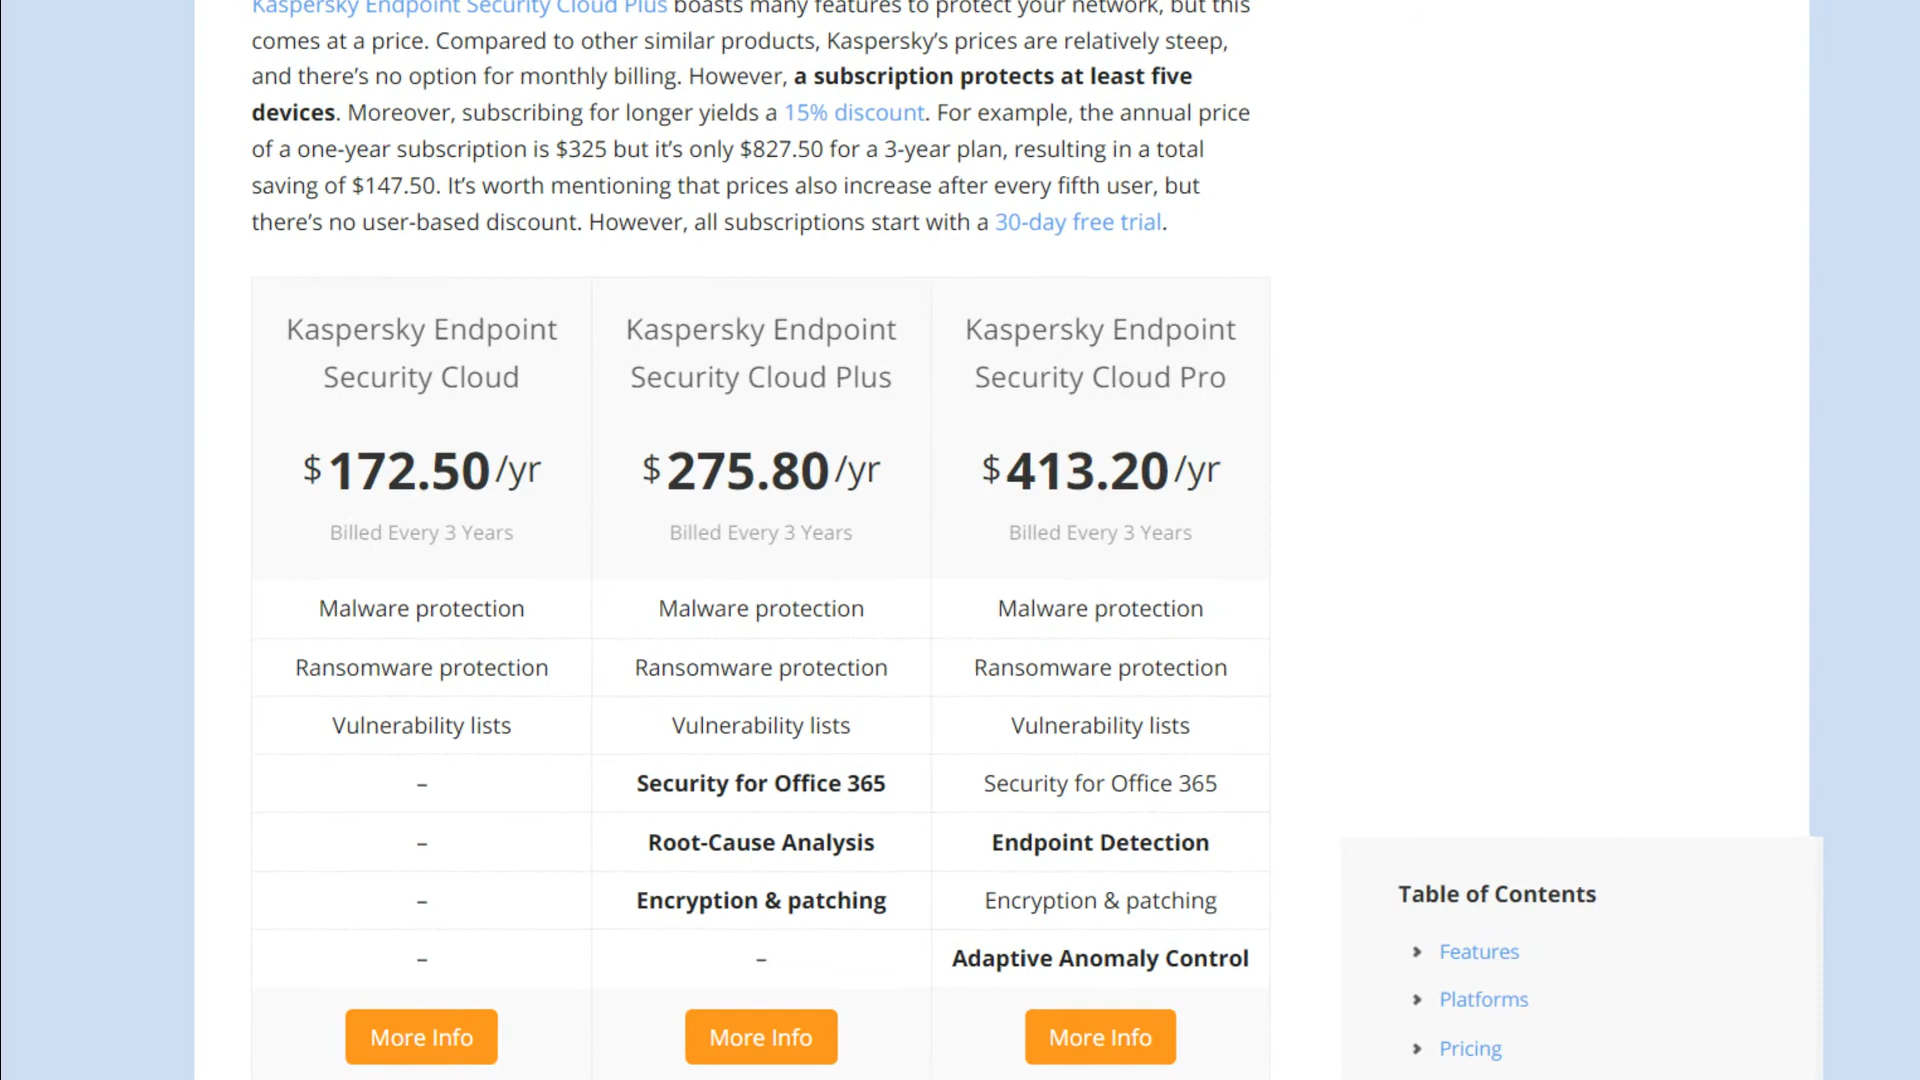 Kaspersky Endpoint Security Cloud Plus boasts many features to protect your network, but this
comes at a price. Compared to other similar products, Kaspersky’s prices are relatively steep,
and there’s no option for monthly billing. However, a subscription protects at least five
devices. Moreover, subscribing for longer yields a 15% discount. For example, the annual price
of a one-year subscription is $325 but it’s only $827.50 for a 3-year plan, resulting in a total
saving of $147.50. It’s worth mentioning that prices also increase after every fifth user, but
there’s no user-based discount. However, all subscriptions start with a 30-day free trial.
Kaspersky Endpoint
Security Cloud
$172.50/yr
Billed Every 3 Years
Malware protection
Ransomware protection
Vulnerability lists
–
–
–
–
More Info
Kaspersky Endpoint
Security Cloud Plus
$275.80/yr
Billed Every 3 Years
Malware protection
Ransomware protection
Vulnerability lists
Security for Office 365
Root-Cause Analysis
Encryption & patching
–
More Info
Kaspersky Endpoint
Security Cloud Pro
$413.20/yr
Billed Every 3 Years
Malware protection
Ransomware protection
Vulnerability lists
Security for Office 365
Endpoint Detection
Encryption & patching
Adaptive Anomaly Control
More Info
Table of Contents
Features
Platforms
Pricing